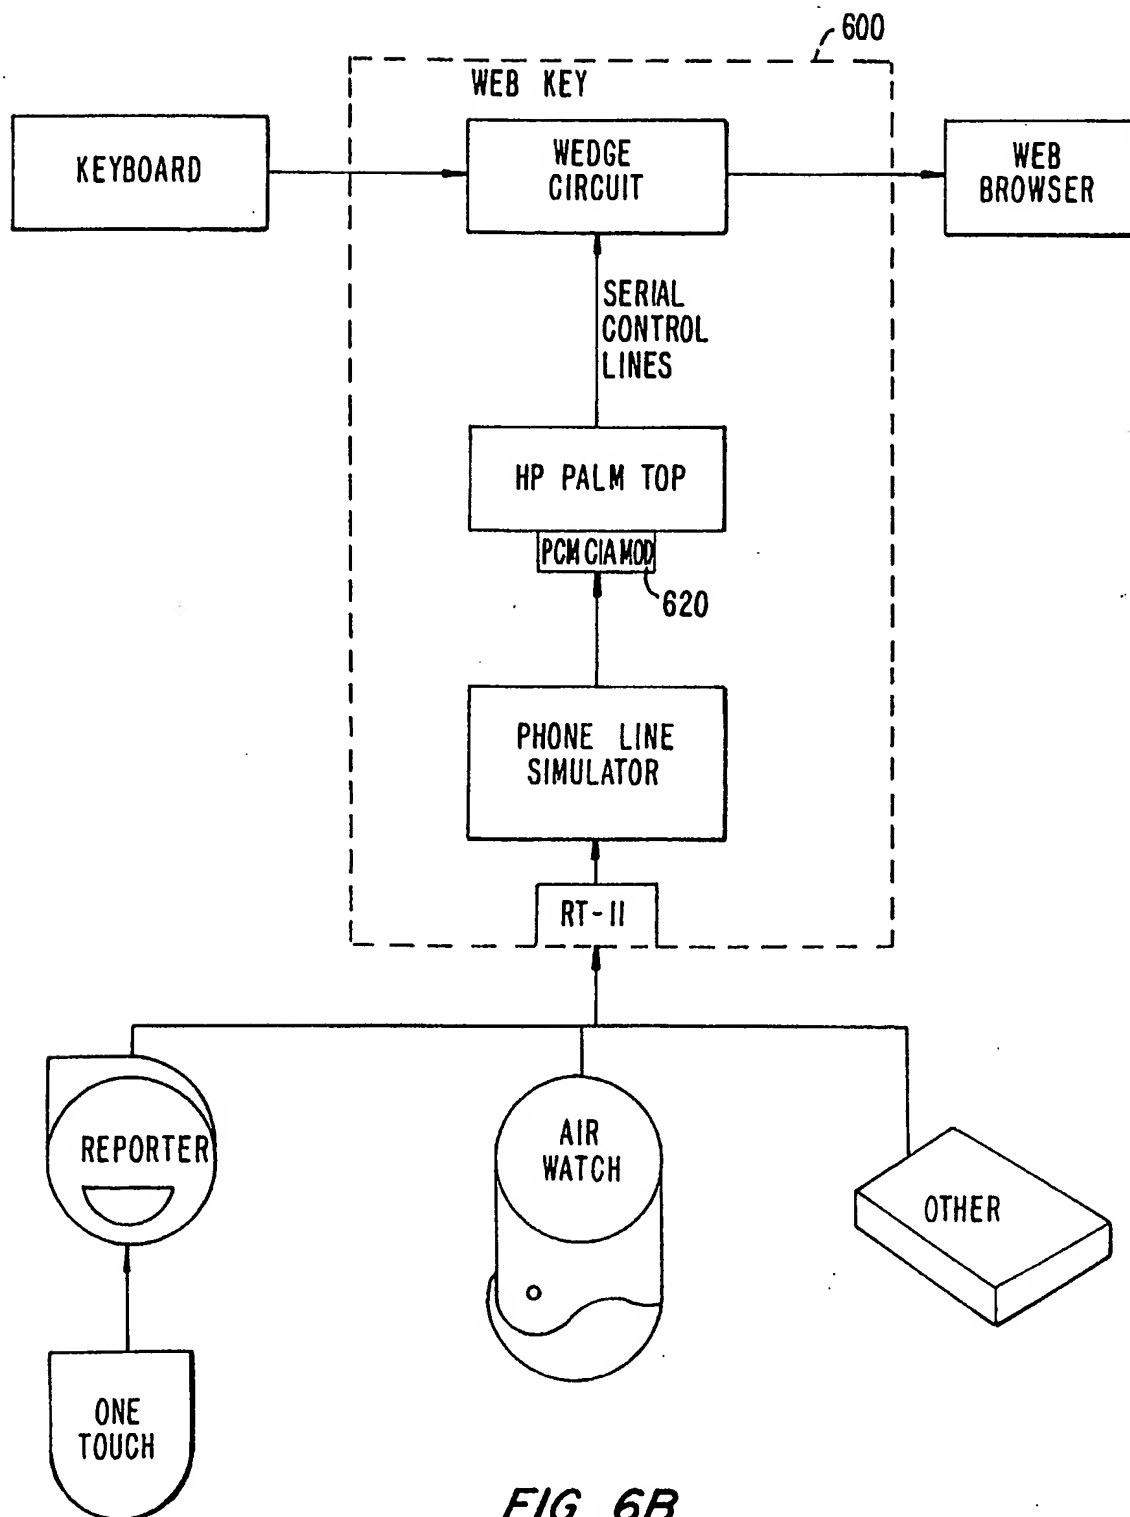 600
WEB KEY
KEYBOARD
WEDGE
CIRCUIT
WEB
BROWSER
SERIAL
CONTROL
LINES
HP PALM TOP
PCMCIA MOD
620
PHONE LINE
SIMULATOR
RT-11
REPORTER
AIR
WATCH
OTHER
ONE
TOUCH
FIG 6B